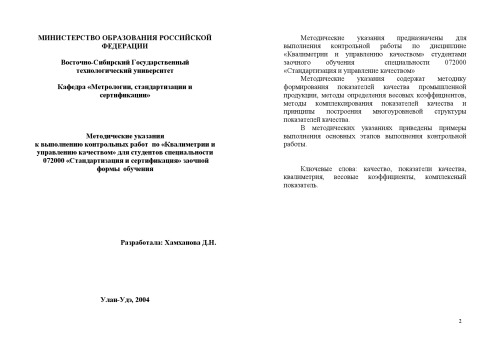 МИНИСТЕРСТВО ОБРАЗОВАНИЯ РОССИЙСКОЙ
ФЕДЕРАЦИИ
Восточно-Сибирский Государственный
технологический университет
Кафедра «Метрологии, стандартизации и
сертификации»
Методические указания
к выполнению контрольных работ по «Квалиметрии и
управлению качеством» для студентов специальности
072000 «Стандартизация и сертификация» заочной
формы обучения
Разработала: Хамханова Д.Н.
Улан-Удэ, 2004
Методические указания предназначены для
выполнения контрольной работы по дисциплине
«Квалиметрия и управление качеством» студентами
заочного обучения специальности 072000
«Стандартизация и управление качеством»
Методические указания содержат методику
формирования показателей качества промышленной
продукции, методы определения весовых коэффициентов,
методы комплексирования показателей качества и
принципы построения многоуровневой структуры
показателей качества.
В методических указаниях приведены примеры
выполнения основных этапов выполнения контрольной
работы.
Ключевые слова: качество, показатели качества,
квалиметрия, весовые коэффициенты, комплексный
показатель.
2